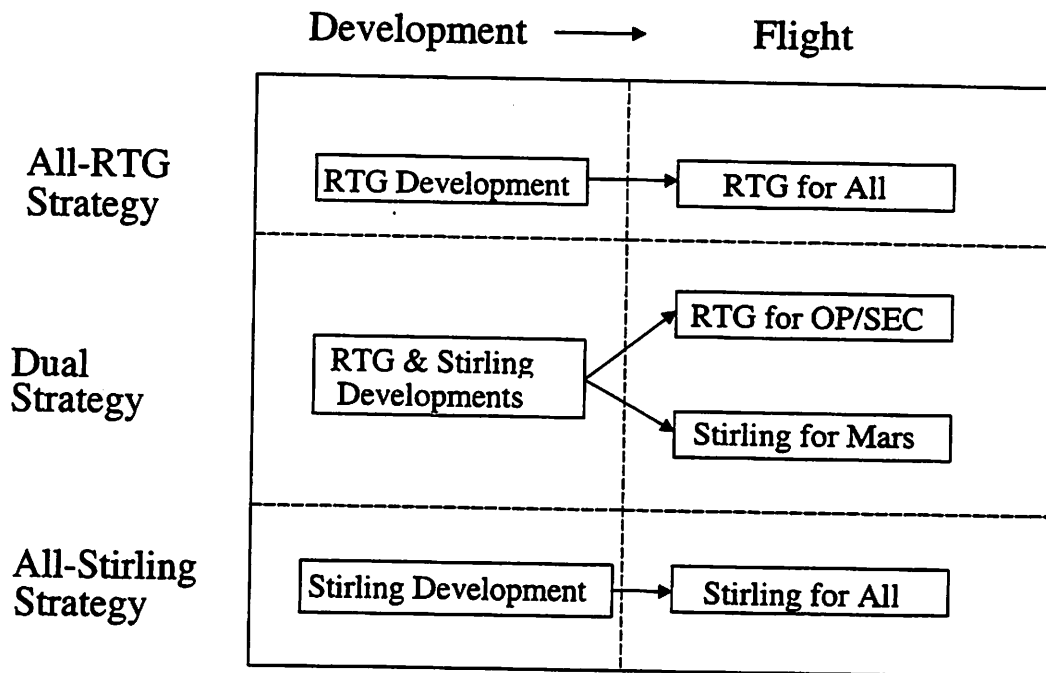 Development
Flight
All-RTG
Strategy
RTG Development
RTG for All
Dual
Strategy
RTG & Stirling
Developments
RTG for OP/SEC
Stirling for Mars
All-Stirling
Strategy
Stirling Development
Stirling for All